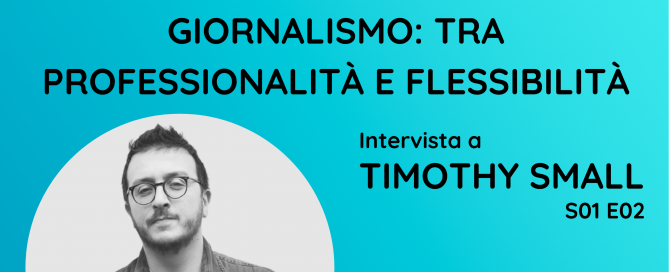 GIORNALISMO: TRA
PROFESSIONALITÀ E FLESSIBILITÀ
Intervista a
TIMOTHY SMALL
S01 E02